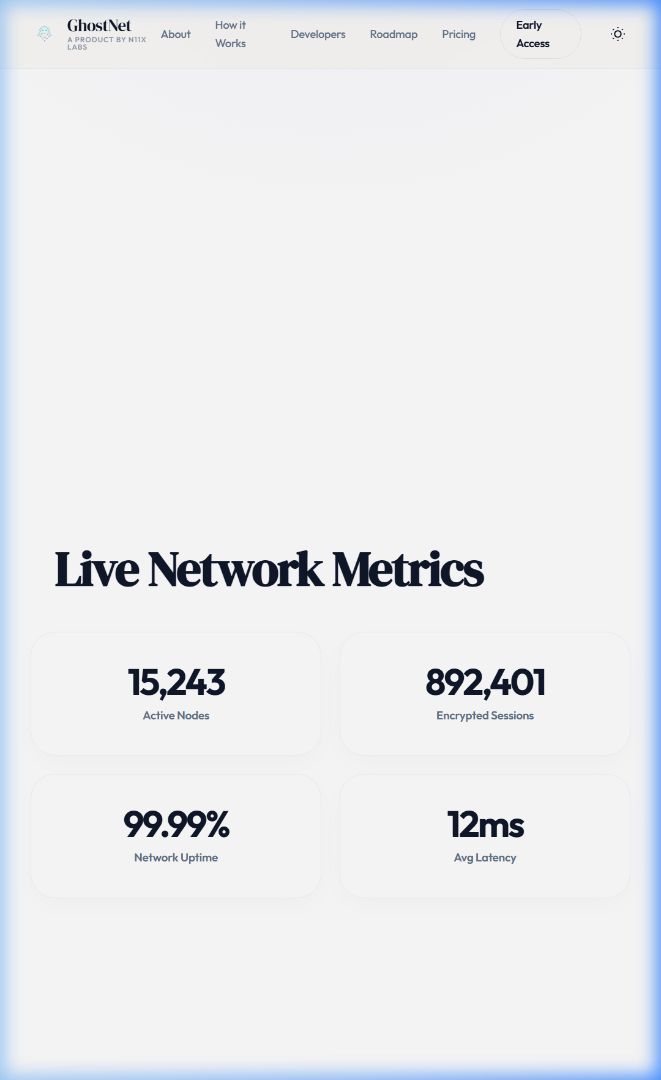 GhostNet
A PRODUCT BY N11X
LABS
About
How it
Works
Developers
Roadmap
Pricing
Early
Access
Live Network Metrics
15,243
Active Nodes
892,401
Encrypted Sessions
99.99%
Network Uptime
12ms
Avg Latency